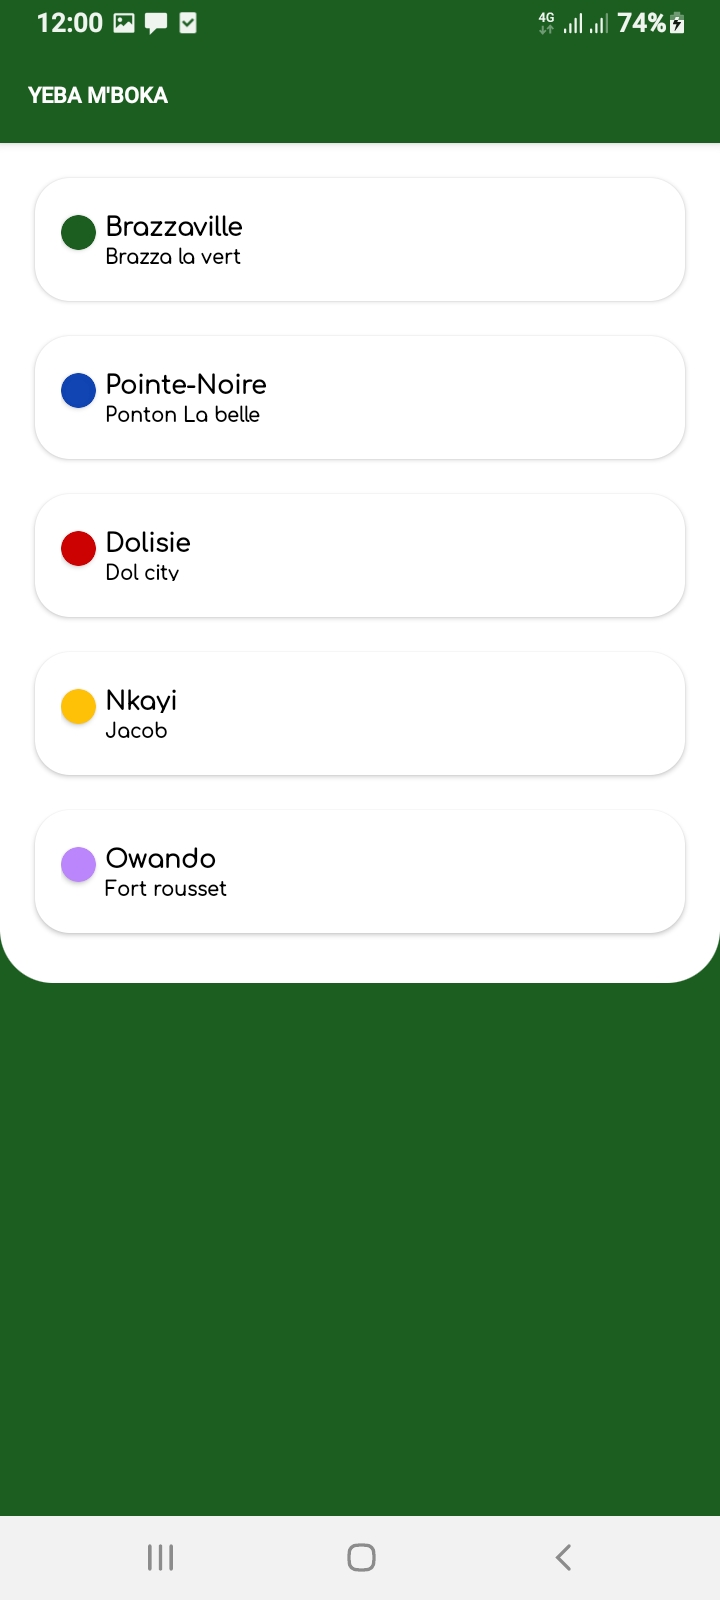 12:00
4G
74%
YEBA M'BOKA
Brazzaville
Brazza la vert
Pointe-Noire
Ponton La belle
Dolisie
Dol city
Nkayi
Jacob
Owando
Fort rousset